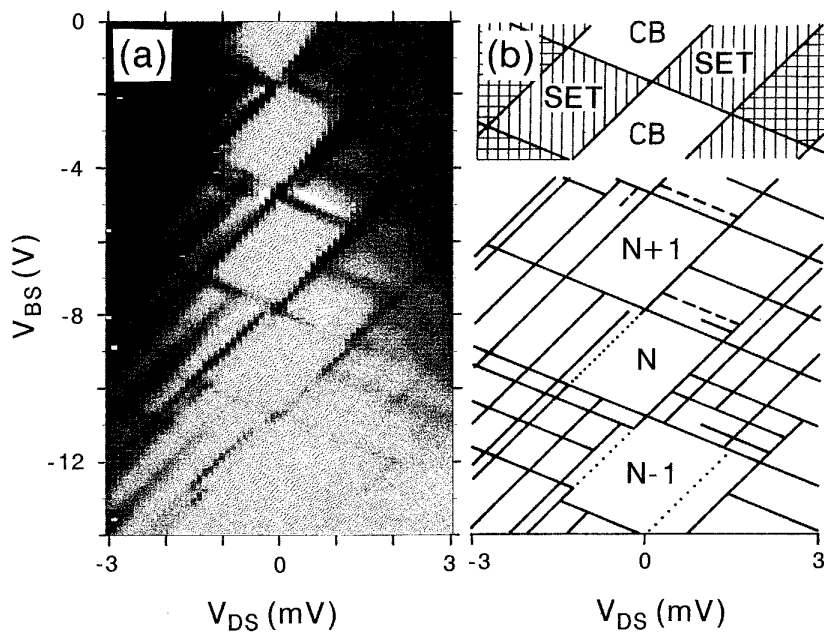 (a)
0
-4
-8
-12
V_BS (V)
-3
0
3
V_DS (mV)
(b)
CB
SET
SET
CB
N+1
N
N-1
-3
0
3
V_DS (mV)